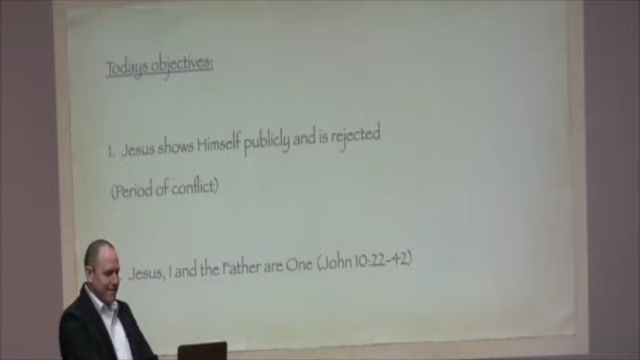 Todays objectives:
1. Jesus shows Himself publicly and is rejected
(Period of conflict)
Jesus, I and the Father are One (John 10:22-42)